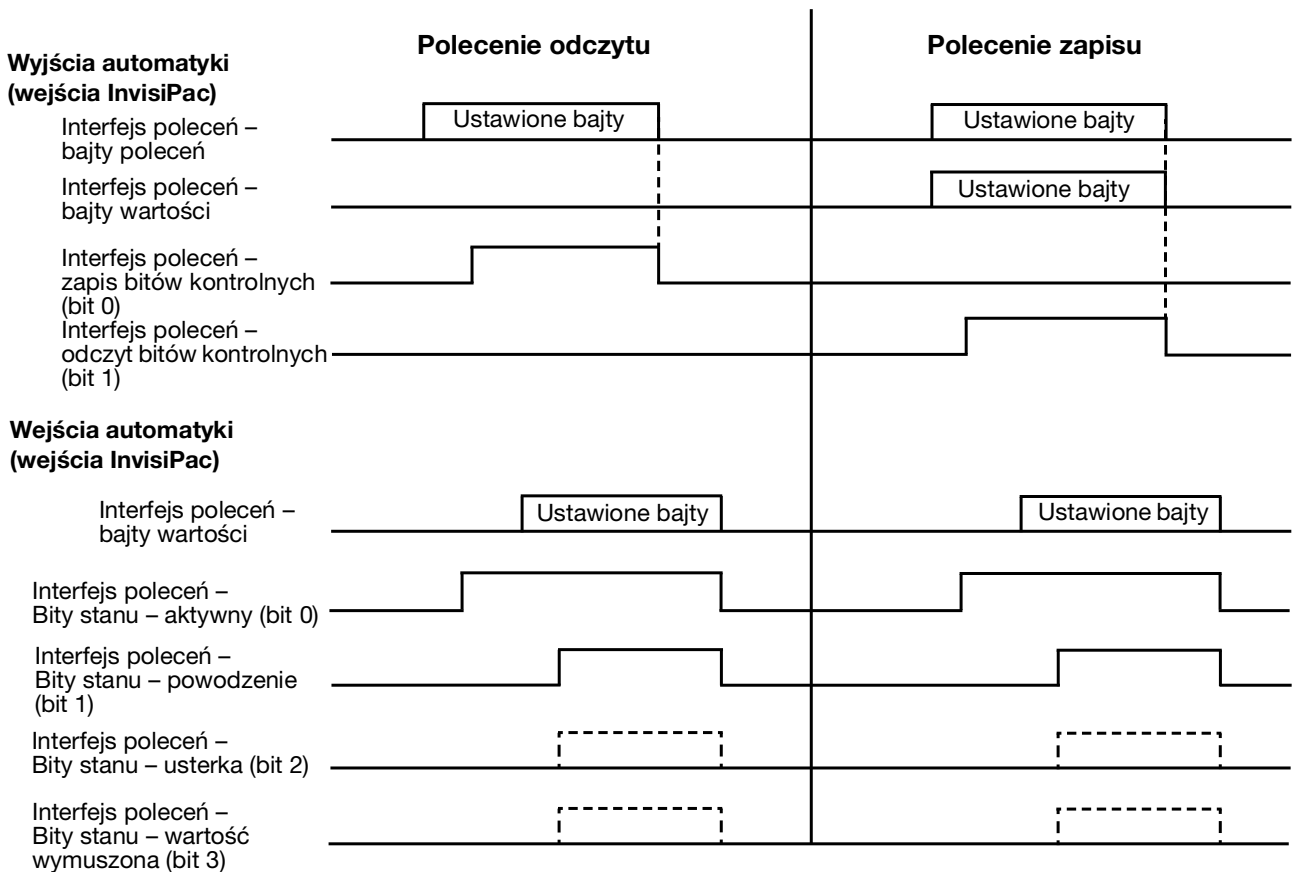 Polecenie odczytu
Polecenie zapisu
Wyjścia automatyki
(wejścia InvisiPac)
Interfejs poleceń –
bajty poleceń
Ustawione bajty
Ustawione bajty
Interfejs poleceń –
bajty wartości
Ustawione bajty
Interfejs poleceń –
zapis bitów kontrolnych
(bit 0)
Interfejs poleceń –
odczyt bitów kontrolnych
(bit 1)
Wejścia automatyki
(wejścia InvisiPac)
Interfejs poleceń –
bajty wartości
Ustawione bajty
Ustawione bajty
Interfejs poleceń –
Bity stanu – aktywny (bit 0)
Interfejs poleceń –
Bity stanu – powodzenie
(bit 1)
Interfejs poleceń –
Bity stanu – usterka (bit 2)
Interfejs poleceń –
Bity stanu – wartość
wymuszona (bit 3)